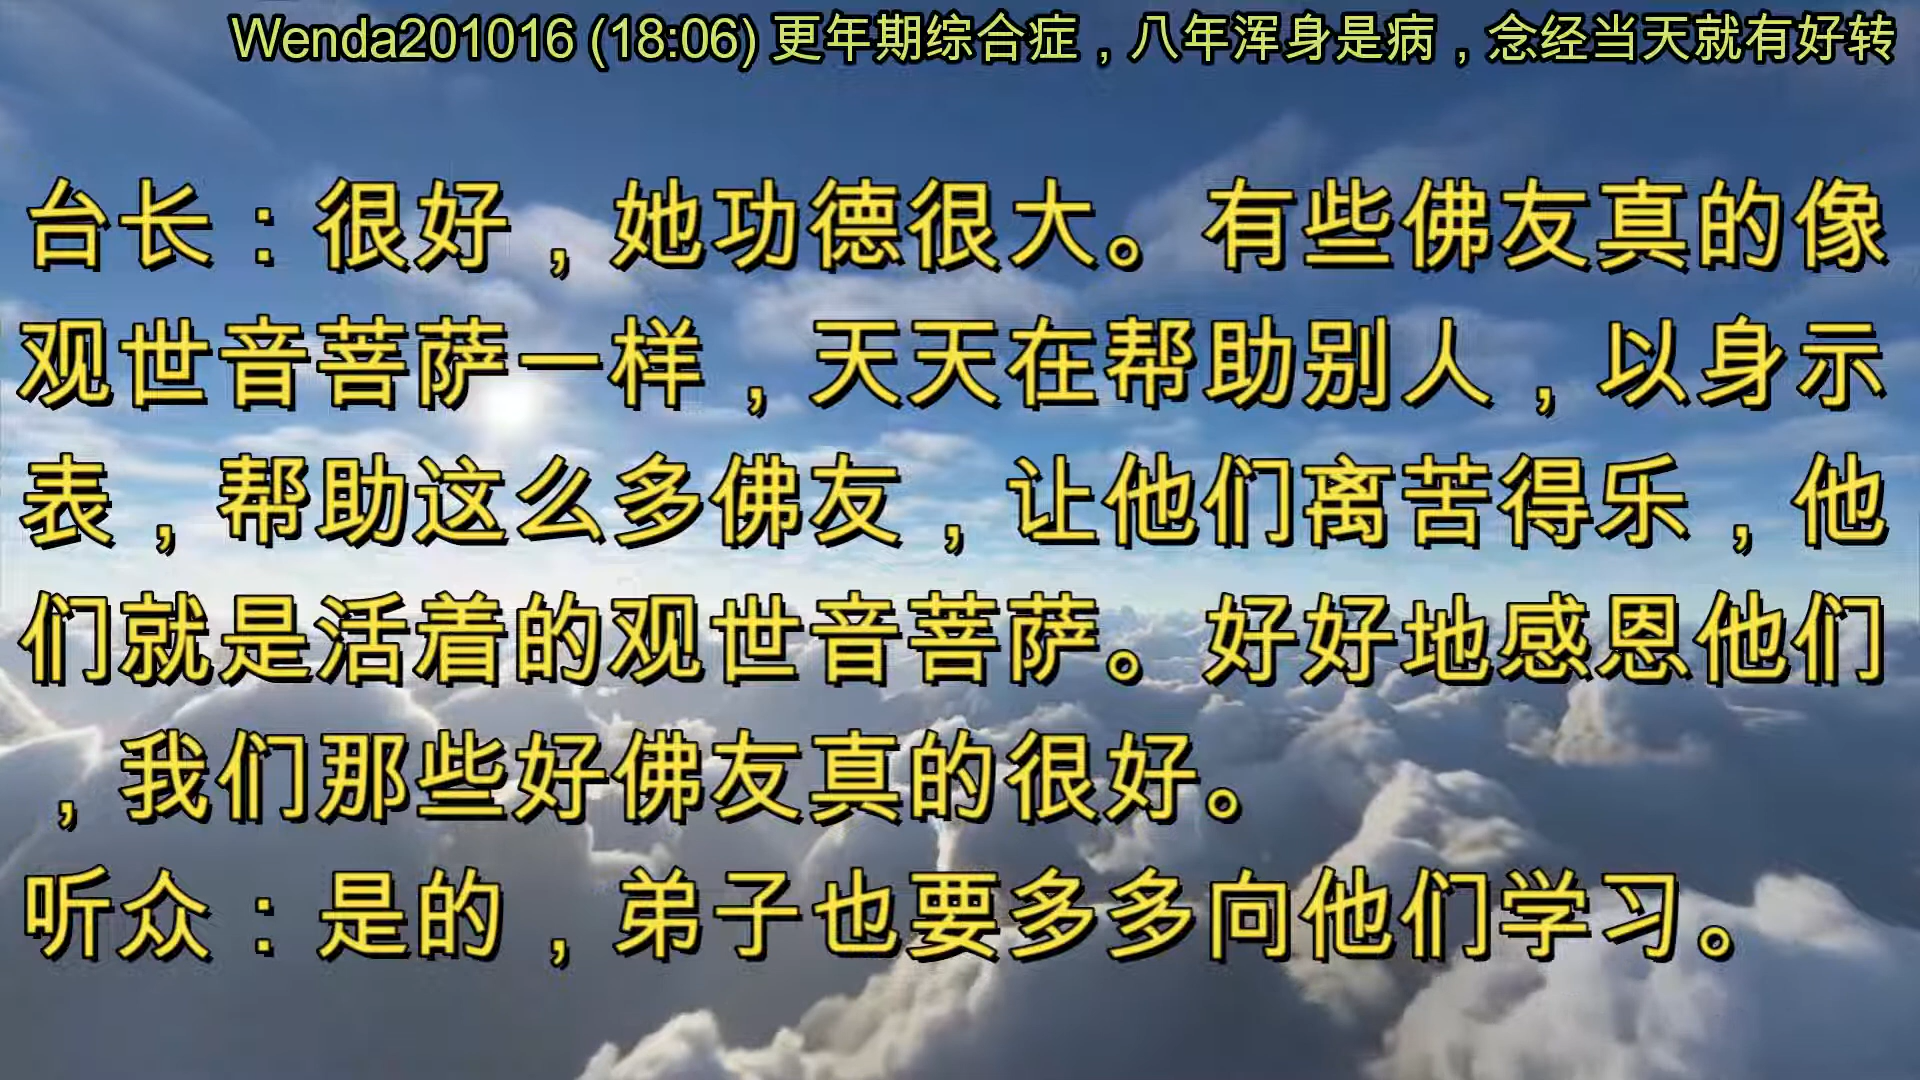 Wenda201016 (18:06) 更年期综合症，八年浑身是病，念经当天就有好转
台长：很好，她功德很大。有些佛友真的像
观世音菩萨一样，天天在帮助别人，以身示
表，帮助这么多佛友，让他们离苦得乐，他
们就是活着的观世音菩萨。好好地感恩他们
，我们那些好佛友真的很好。
听众：是的，弟子也要多多向他们学习。